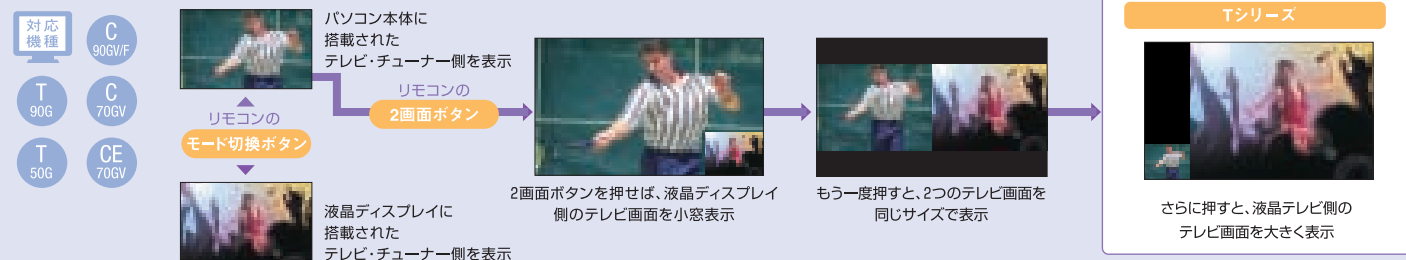 対応
機種
C
90GV/F
T
90G
C
70GV
T
50G
CE
70GV
パソコン本体に
搭載された
テレビ・チューナー側を表示
リモコンの
モード切換ボタン
液晶ディスプレイに
搭載された
テレビ・チューナー側を表示
リモコンの
2画面ボタン
2画面ボタンを押せば、液晶ディスプレイ
側のテレビ画面を小窓表示
もう一度押すと、2つのテレビ画面を
同じサイズで表示
Tシリーズ
さらに押すと、液晶テレビ側の
テレビ画面を大きく表示